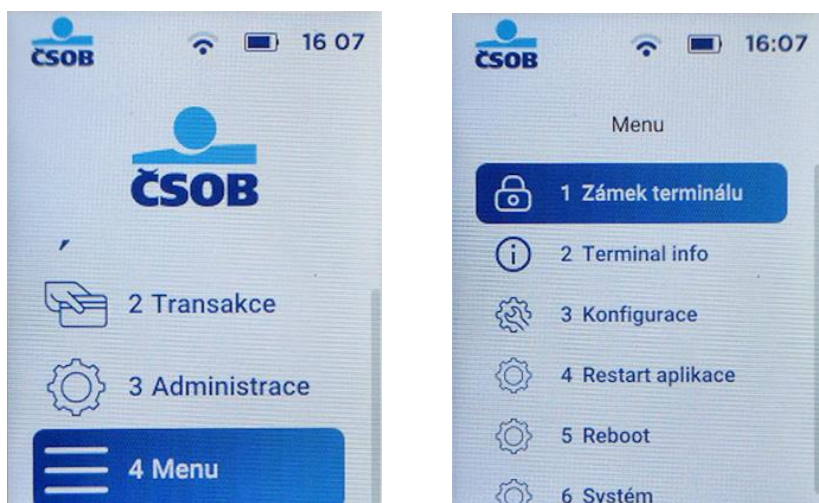 ČSOB
16 07
ČSOB
2 Transakce
3 Administrace
4 Menu
ČSOB
16:07
Menu
1 Zámek terminálu
2 Terminal info
3 Konfigurace
4 Restart aplikace
5 Reboot
6 Systém